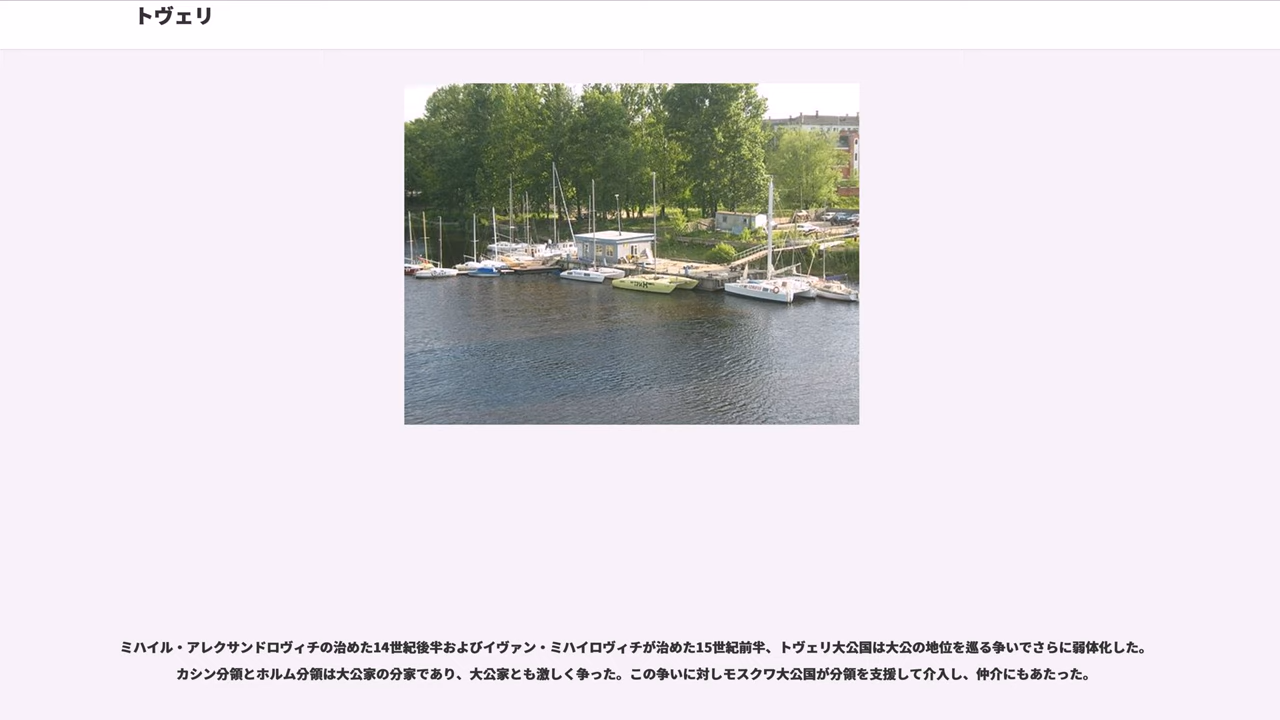 トヴェリ
ミハイル・アレクサンドロヴィチの治めた14世紀後半およびイヴァン・ミハイロヴィチが治めた15世紀前半、トヴェリ大公国は大公の地位を巡る争いでさらに弱体化した。
カシン分領とホルム分領は大公家の分家であり、大公家とも激しく争った。この争いに対しモスクワ大公国が分領を支援して介入し、仲介にもあたった。